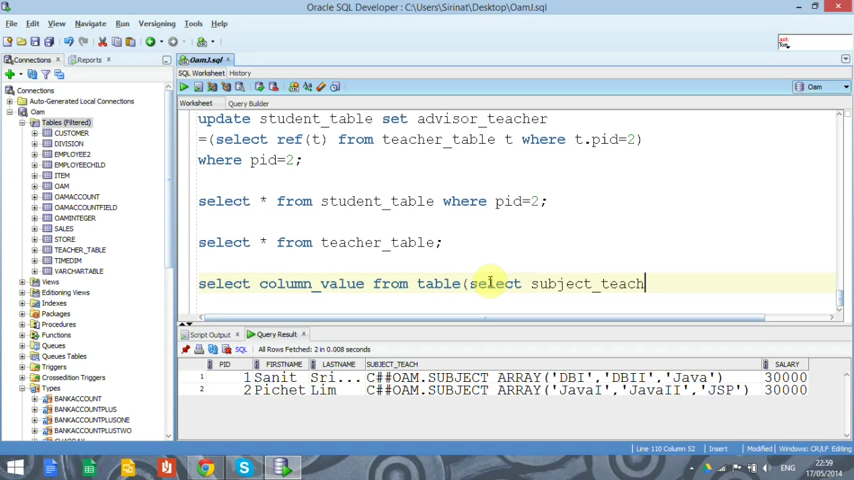 Oracle SQL Developer : C:\Users\Sirinat\Desktop\OamJ.sql
File Edit View Navigate Run Versioning Tools Help
Connections Reports OamJ.sql
SQL Worksheet History
Oam
Worksheet Query Builder
Connections
Auto-Generated Local Connections
Oam
Tables (Filtered)
CUSTOMER
DIVISION
EMPLOYEE2
EMPLOYEECHILD
ITEM
OAM
OAMACCOUNT
OAMACCOUNTFIELD
OAMINTEGER
SALES
STORE
TEACHER_TABLE
TIMEDIM
VARCHARTABLE
Views
Editioning Views
Indexes
Packages
Procedures
Functions
Queues
Queues Tables
Triggers
Crossedition Triggers
Types
BANKACCOUNT
BANKACCOUNTPLUS
BANKACCOUNTPLUSONE
BANKACCOUNTPLUSTWO
update student_table set advisor_teacher
=(select ref(t) from teacher_table t where t.pid=2)
where pid=2;
select * from student_table where pid=2;
select * from teacher_table;
select column_value from table(select subject_teach
Script Output Query Result
SQL All Rows Fetched: 2 in 0.008 seconds
PID FIRSTNAME LASTNAME SUBJECT_TEACH SALARY
1 1 Sanit Sri... C##OAM.SUBJECT ARRAY('DBI','DBII','Java') 30000
2 2 Pichet Lim C##OAM.SUBJECT ARRAY('JavaI','JavaII','JSP') 30000
Line 110 Column 52 Insert Modified Windows: CR/LF Editing
ENG 22:59
17/05/2014